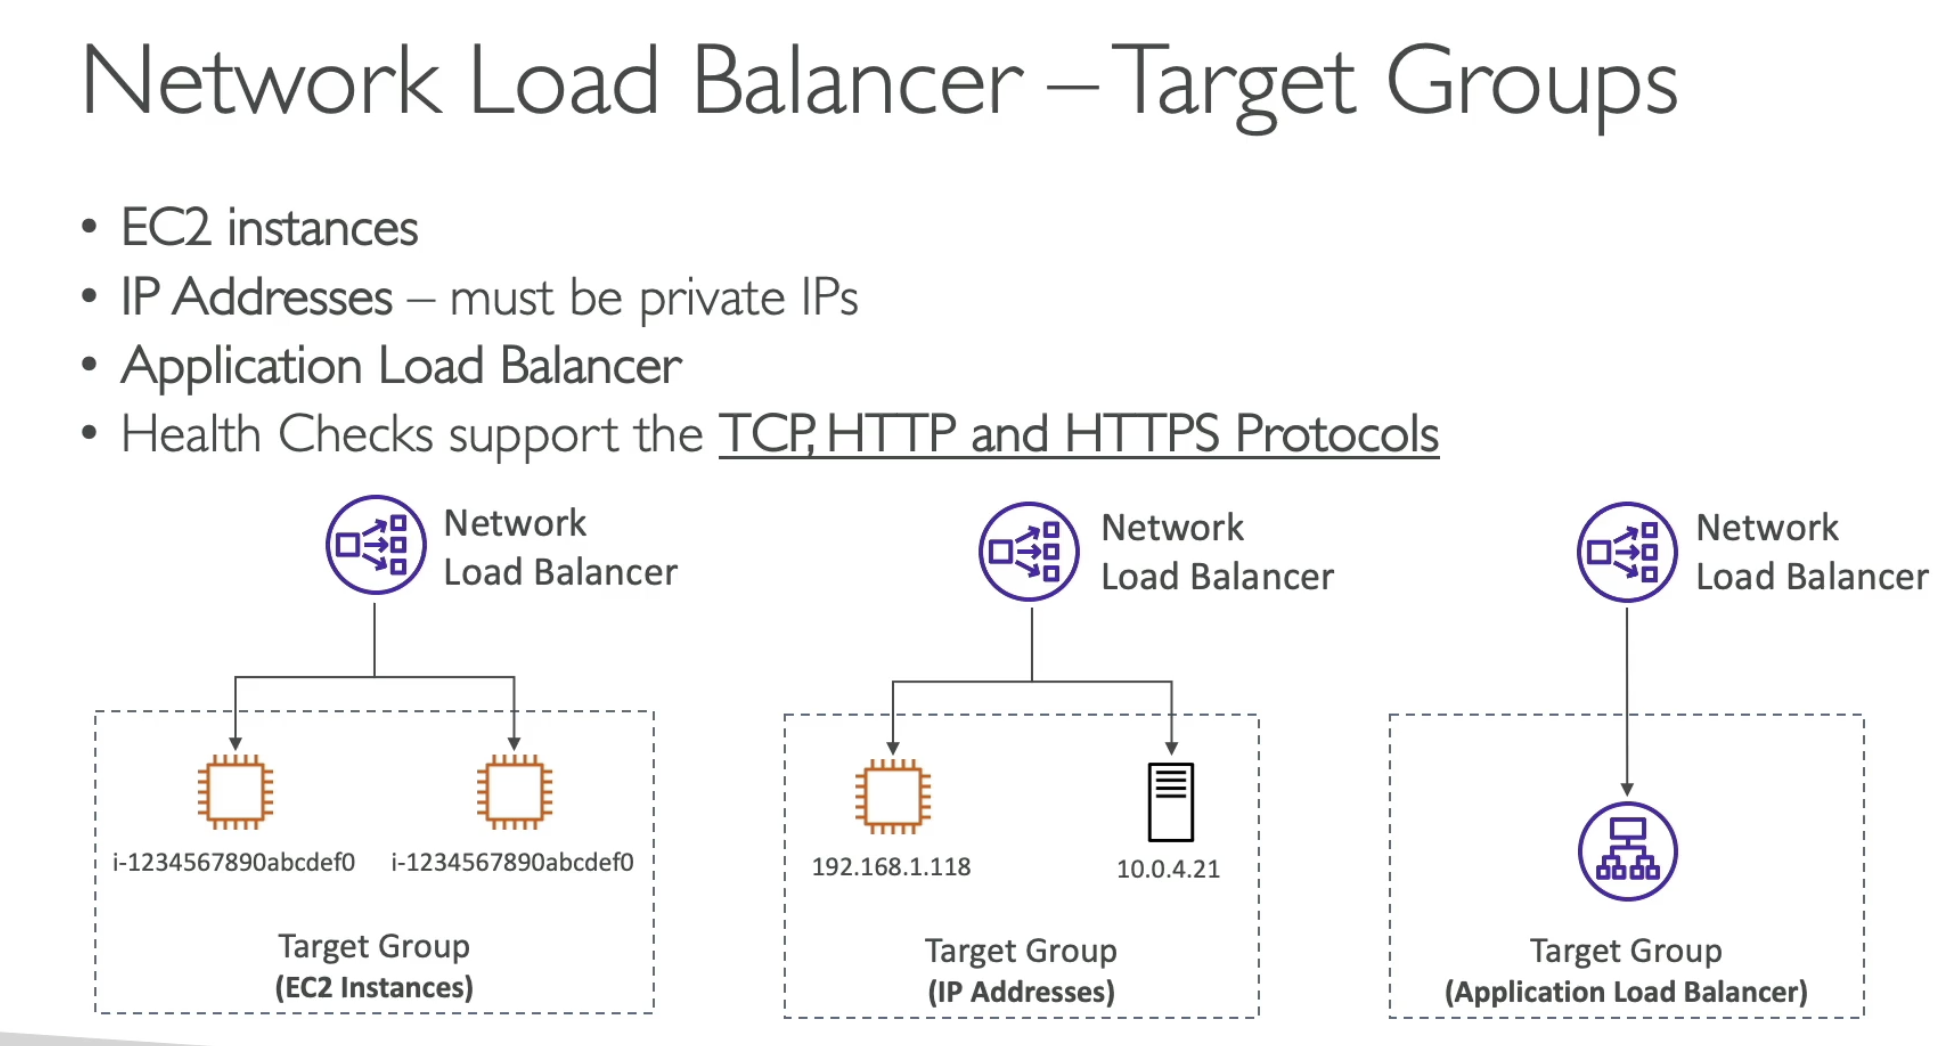 Network Load Balancer – Target Groups
• EC2 instances
• IP Addresses – must be private IPs
• Application Load Balancer
• Health Checks support the TCP, HTTP and HTTPS Protocols
Network
Load Balancer
i-1234567890abcdef0
i-1234567890abcdef0
Target Group
(EC2 Instances)
Network
Load Balancer
192.168.1.118
10.0.4.21
Target Group
(IP Addresses)
Network
Load Balancer
Target Group
(Application Load Balancer)